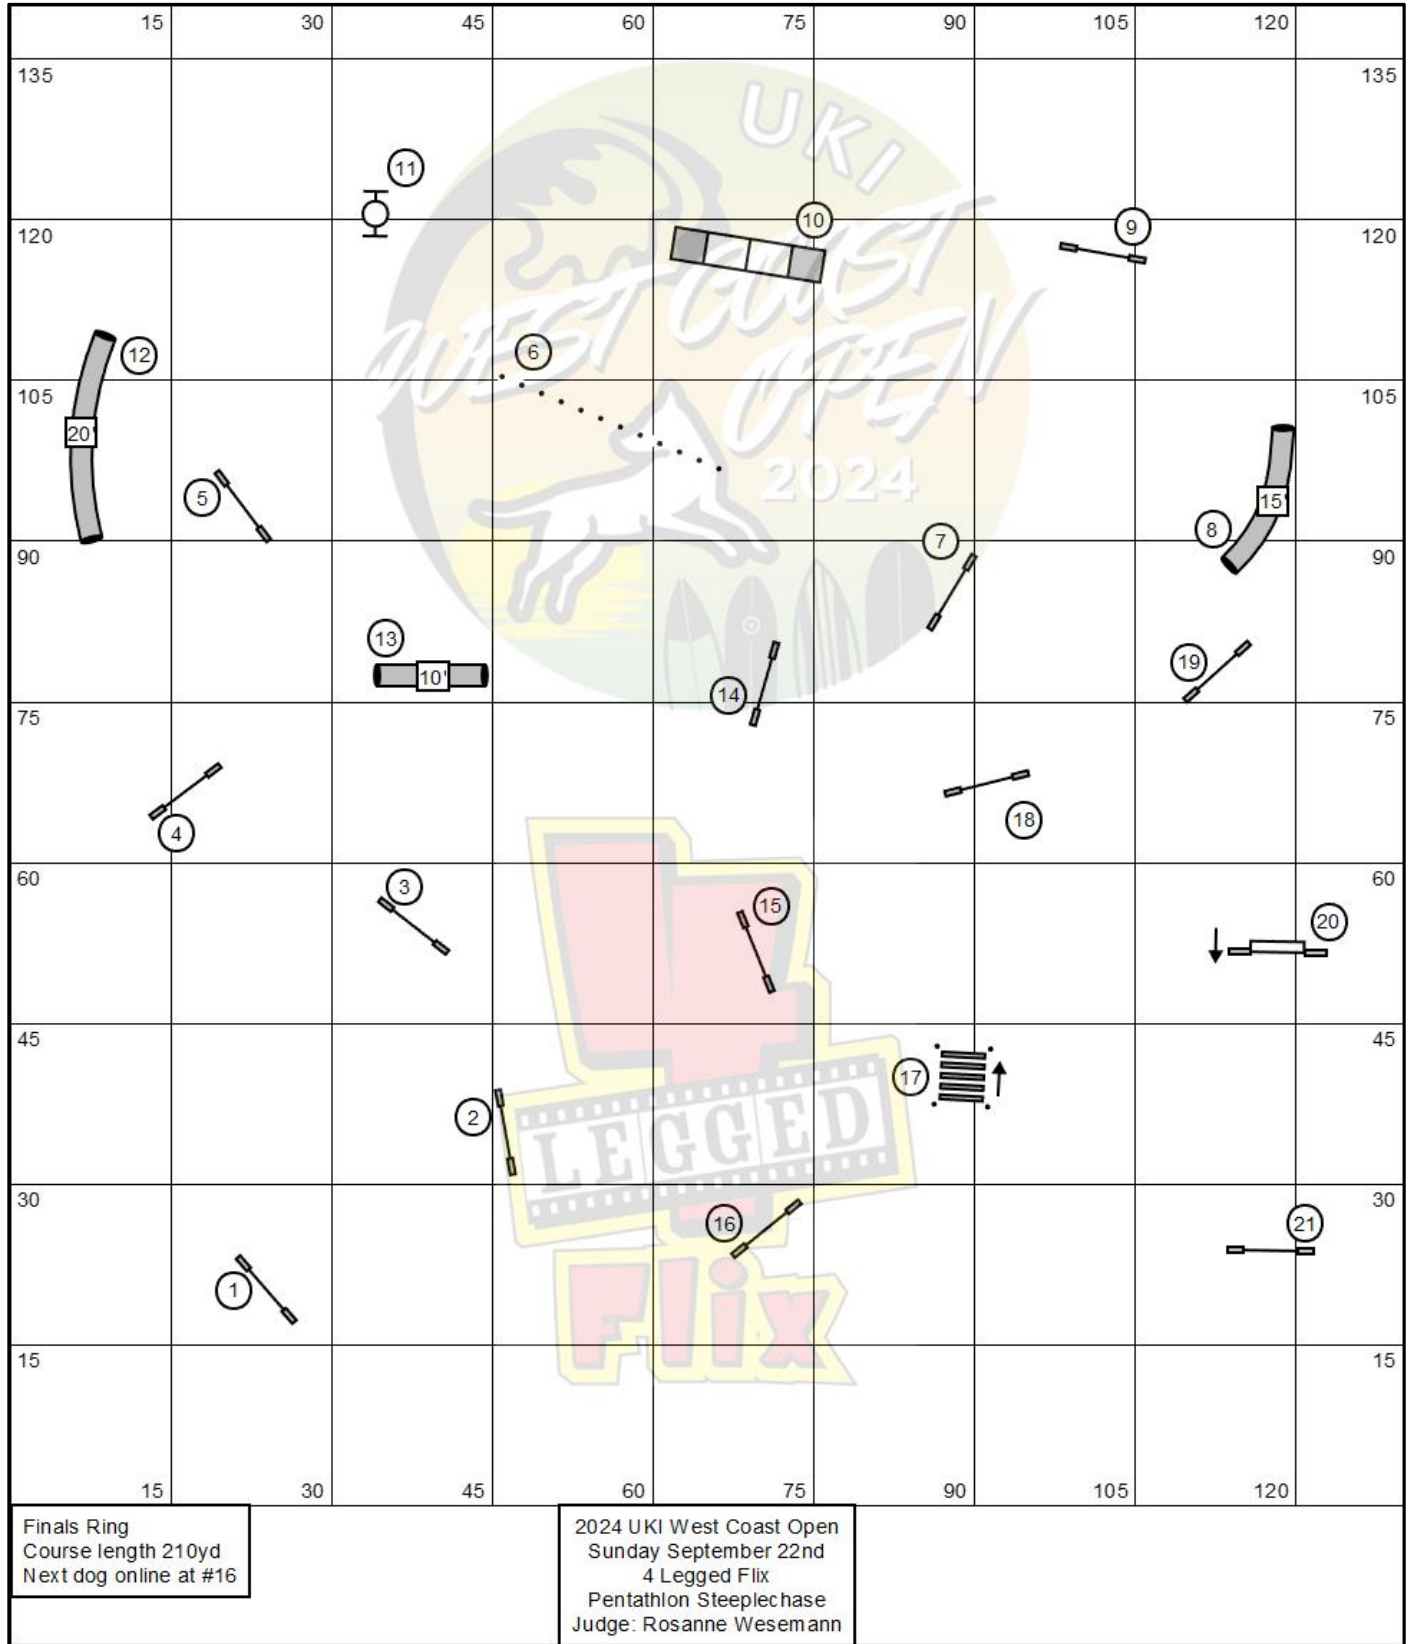 15 30 45 60 75 90 105 120
135 135
UKI
11
120 10 9 120
WEST COAST
OPEN
2024
6
12
105 105
20'
5
15'
8
7
90 90
13
10'
19
14
75 75
18
4
60 60
3
15
20
45 45
17
2
LEGGED
30 30
16
21
Flix
1
15 15
15 30 45 60 75 90 105 120
Finals Ring
Course length 210yd
Next dog online at #16
2024 UKI West Coast Open
Sunday September 22nd
4 Legged Flix
Pentathlon Steeplechase
Judge: Rosanne Wesemann